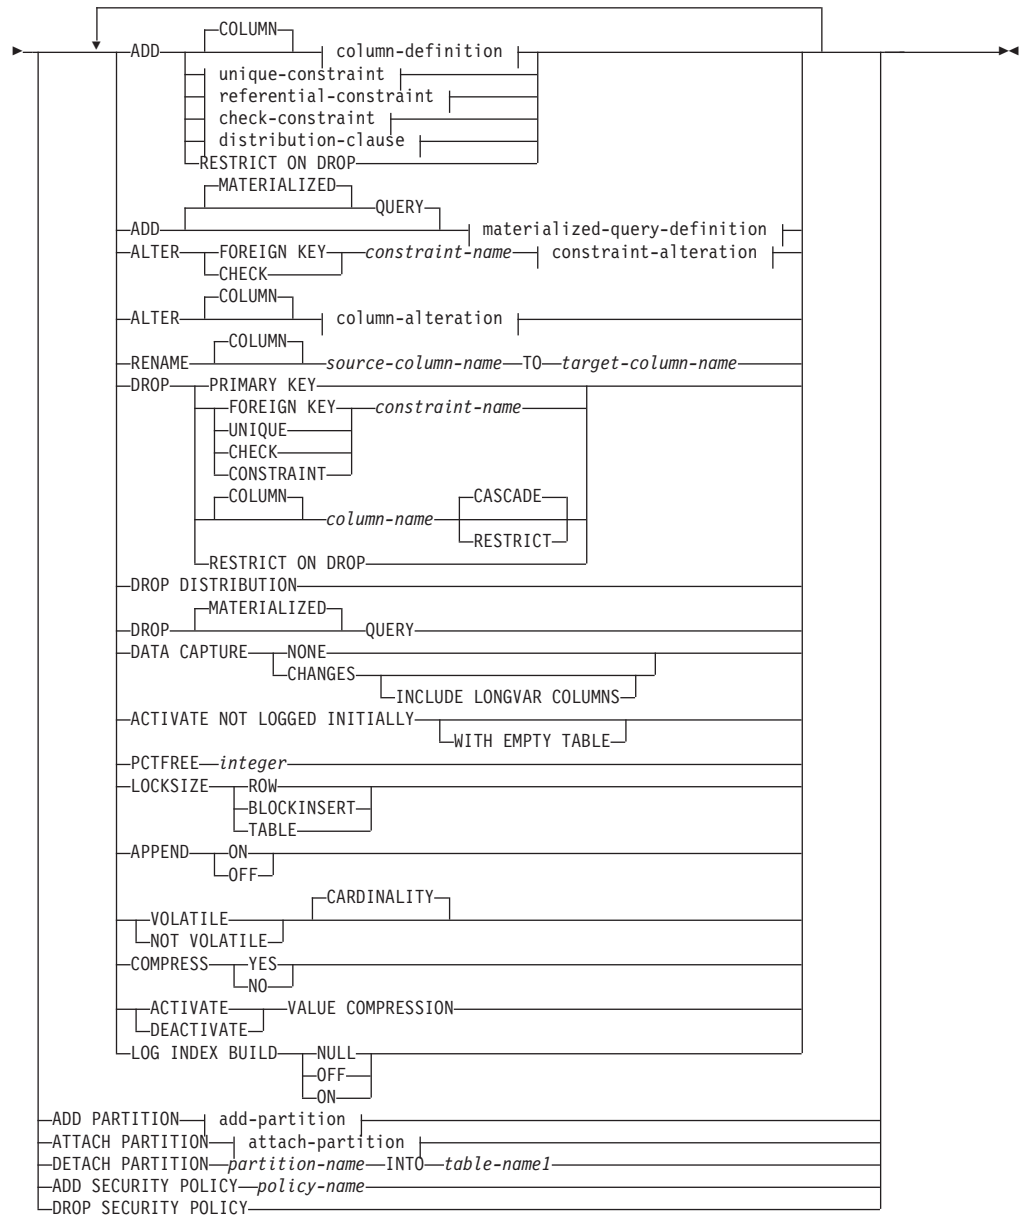 COLUMN
ADD column-definition
unique-constraint
referential-constraint
check-constraint
distribution-clause
RESTRICT ON DROP
MATERIALIZED
QUERY
ADD materialized-query-definition
ALTER FOREIGN KEY constraint-name constraint-alteration
CHECK
COLUMN
ALTER column-alteration
COLUMN
RENAME source-column-name TO target-column-name
DROP PRIMARY KEY
FOREIGN KEY constraint-name
UNIQUE
CHECK
CONSTRAINT
COLUMN CASCADE
column-name
RESTRICT
RESTRICT ON DROP
DROP DISTRIBUTION
MATERIALIZED
DROP QUERY
DATA CAPTURE NONE
CHANGES
INCLUDE LONGVAR COLUMNS
ACTIVATE NOT LOGGED INITIALLY
WITH EMPTY TABLE
PCTFREE integer
LOCKSIZE ROW
BLOCKINSERT
TABLE
APPEND ON
OFF
CARDINALITY
VOLATILE
NOT VOLATILE
COMPRESS YES
NO
ACTIVATE VALUE COMPRESSION
DEACTIVATE
LOG INDEX BUILD NULL
OFF
ON
ADD PARTITION add-partition
ATTACH PARTITION attach-partition
DETACH PARTITION partition-name INTO table-name1
ADD SECURITY POLICY policy-name
DROP SECURITY POLICY